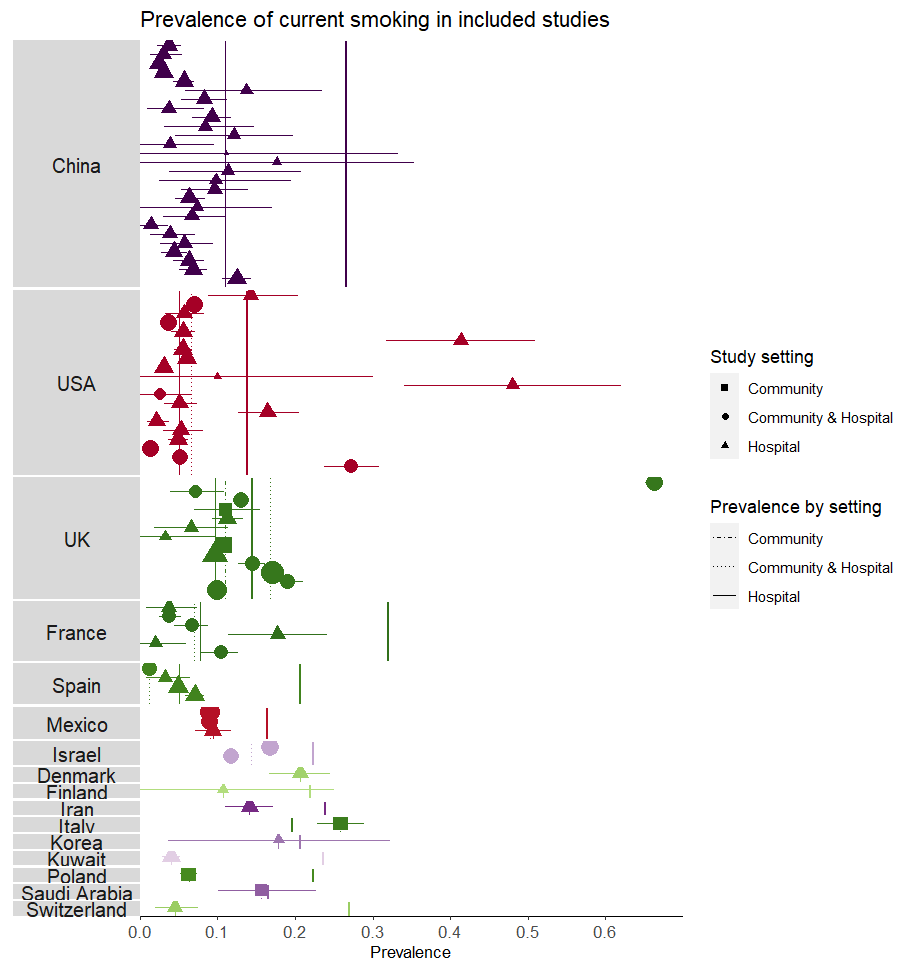 Prevalence of current smoking in included studies
China
USA
UK
France
Spain
Mexico
Israel
Denmark
Finland
Iran
Italy
Korea
Kuwait
Poland
Saudi Arabia
Switzerland
0.0
0.1
0.2
0.3
0.4
0.5
0.6
Prevalence
Study setting
Community
Community & Hospital
Hospital
Prevalence by setting
Community
Community & Hospital
Hospital